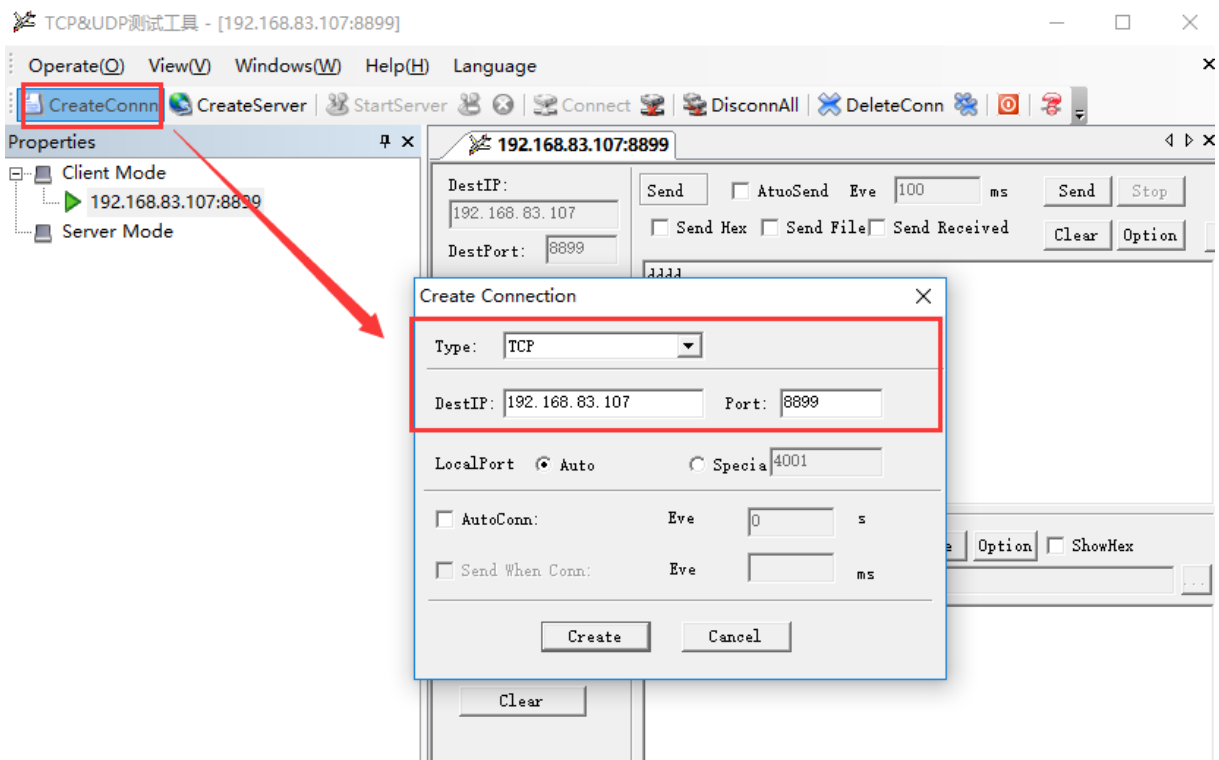 TCP&UDP测试工具 - [192.168.83.107:8899]
Operate(O) View(V) Windows(W) Help(H) Language
CreateConnn CreateServer StartServer Connect DisconnAll DeleteConn
Properties
192.168.83.107:8899
Client Mode
192.168.83.107:8899
Server Mode
DestIP:
192.168.83.107
DestPort: 8899
Send AtuoSend Eve 100 ms Send Stop
Send Hex Send File Send Received Clear Option
Create Connection
Type: TCP
DestIP: 192.168.83.107 Port: 8899
LocalPort Auto Specia 4001
AutoConn: Eve 0 s
Send When Conn: Eve ms
Create Cancel
Option ShowHex
...
Clear